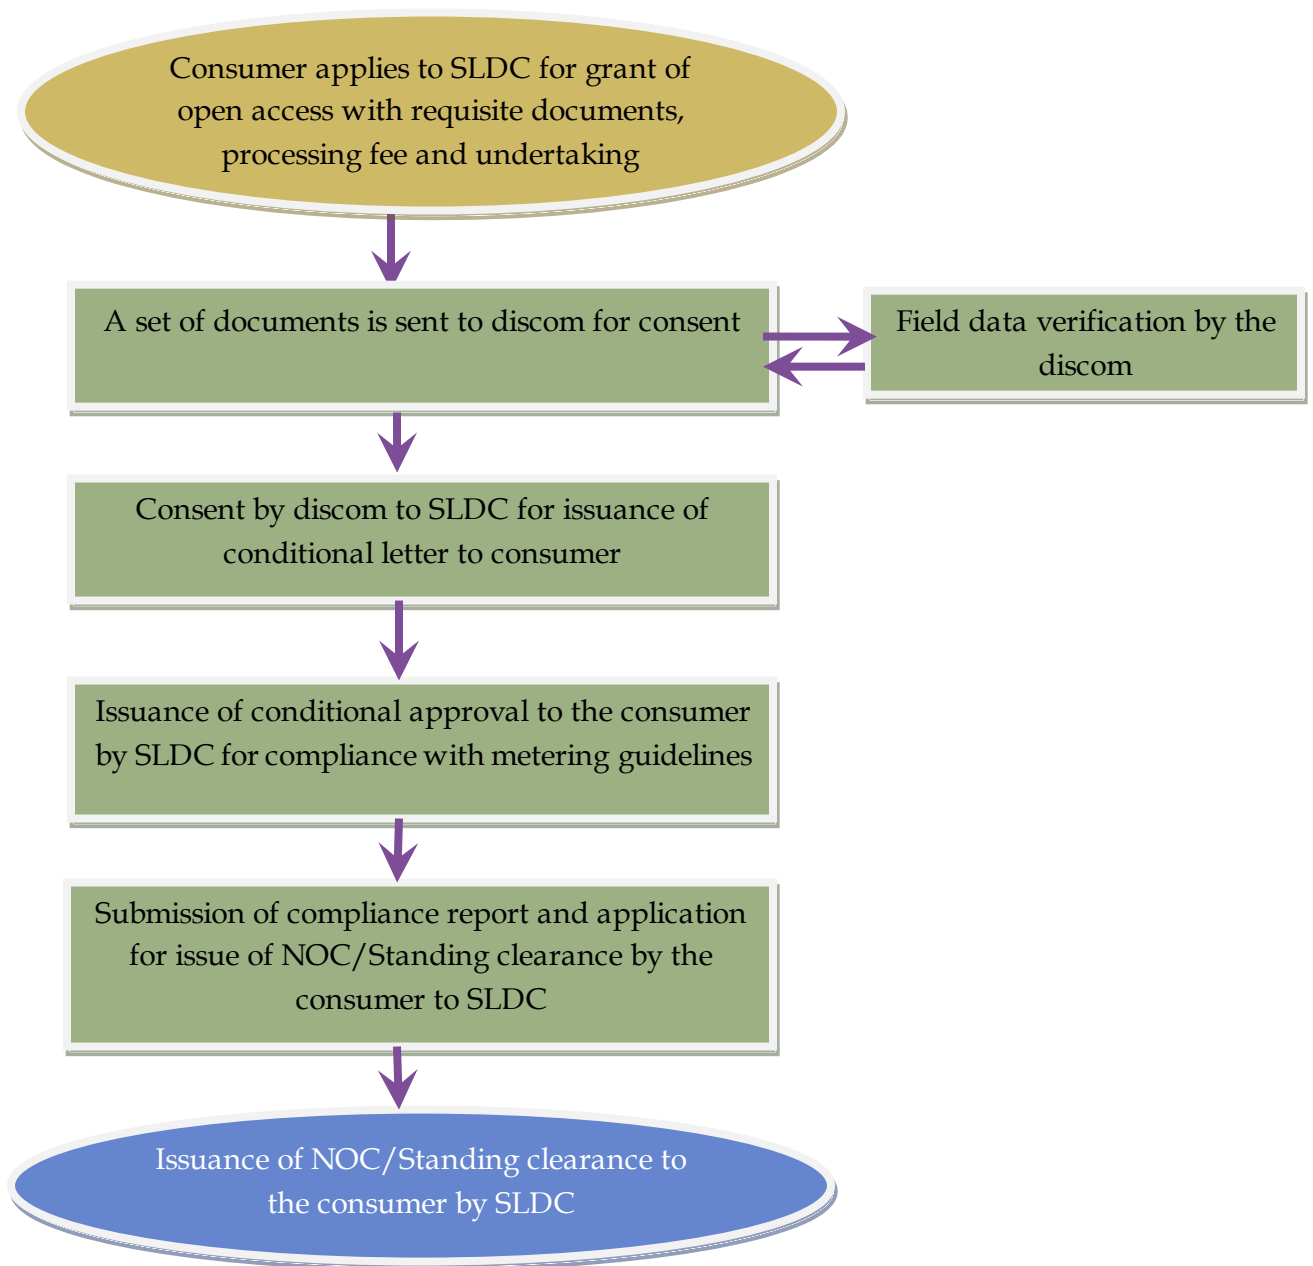 Consumer applies to SLDC for grant of
open access with requisite documents,
processing fee and undertaking
A set of documents is sent to discom for consent
Field data verification by the
discom
Consent by discom to SLDC for issuance of
conditional letter to consumer
Issuance of conditional approval to the consumer
by SLDC for compliance with metering guidelines
Submission of compliance report and application
for issue of NOC/Standing clearance by the
consumer to SLDC
Issuance of NOC/Standing clearance to
the consumer by SLDC